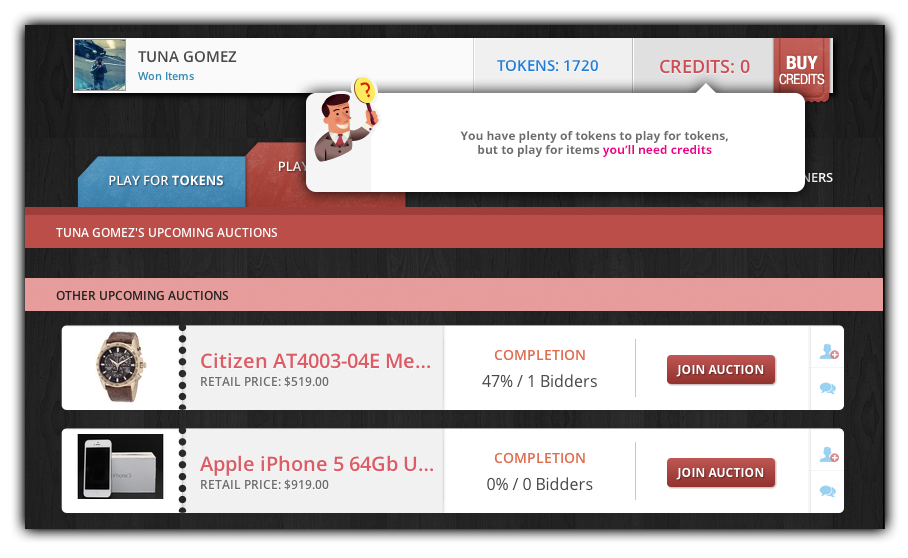 TUNA GOMEZ
Won Items
TOKENS: 1720
CREDITS: 0
BUY
CREDITS
?
You have plenty of tokens to play for tokens,
but to play for items you'll need credits
PLAY FOR TOKENS
TUNA GOMEZ'S UPCOMING AUCTIONS
OTHER UPCOMING AUCTIONS
Citizen AT4003-04E Me...
RETAIL PRICE: $519.00
COMPLETION
47% / 1 Bidders
JOIN AUCTION
Apple iPhone 5 64Gb U...
RETAIL PRICE: $919.00
COMPLETION
0% / 0 Bidders
JOIN AUCTION